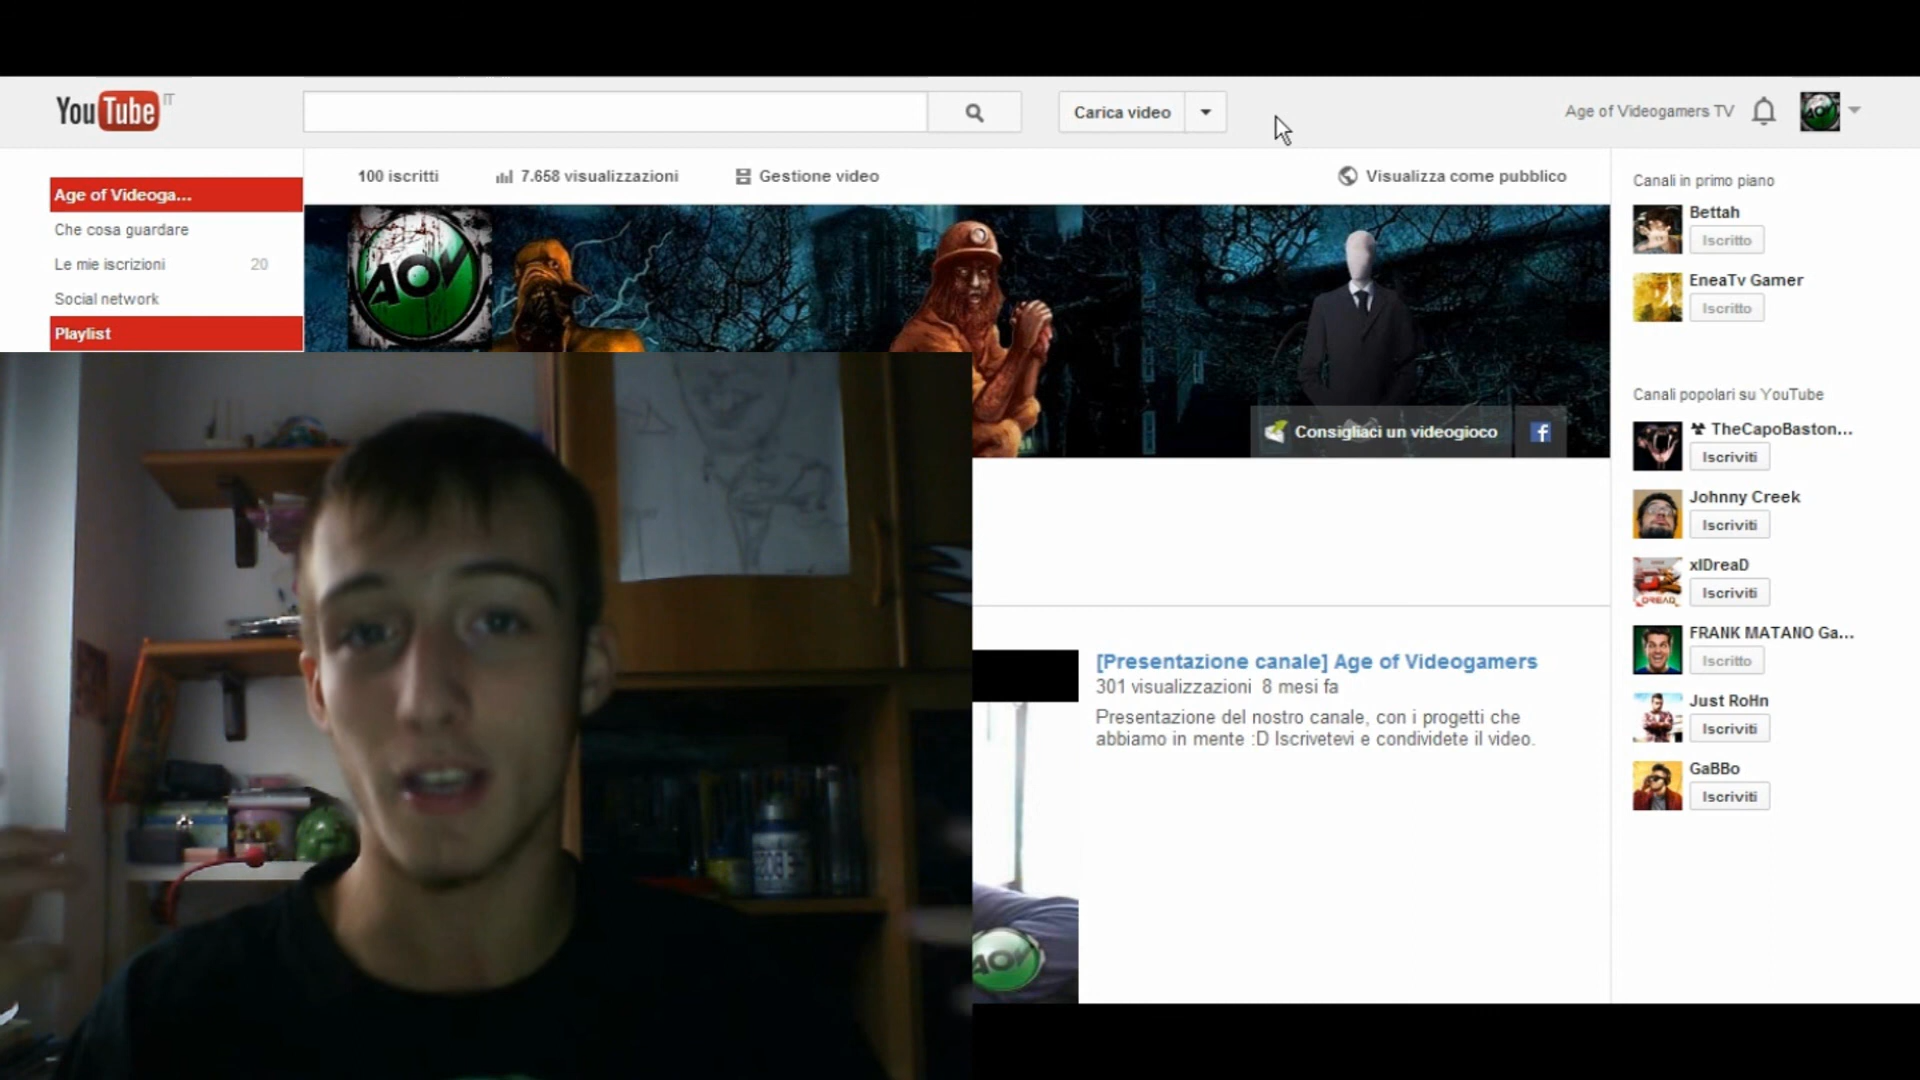 YouTube IT
Carica video
Age of Videogamers TV
Age of Videoga...
Che cosa guardare
Le mie iscrizioni 20
Social network
Playlist
100 iscritti
7.658 visualizzazioni
Gestione video
Visualizza come pubblico
AOV
Consigliaci un videogioco
f
[Presentazione canale] Age of Videogamers
301 visualizzazioni 8 mesi fa
Presentazione del nostro canale, con i progetti che
abbiamo in mente :D Iscrivetevi e condividete il video.
AOV
Canali in primo piano
Bettah
Iscritto
EneaTv Gamer
Iscritto
Canali popolari su YouTube
TheCapoBaston...
Iscriviti
Johnny Creek
Iscriviti
xIDreaD
Iscriviti
FRANK MATANO Ga...
Iscritto
Just RoHn
Iscriviti
GaBBo
Iscriviti